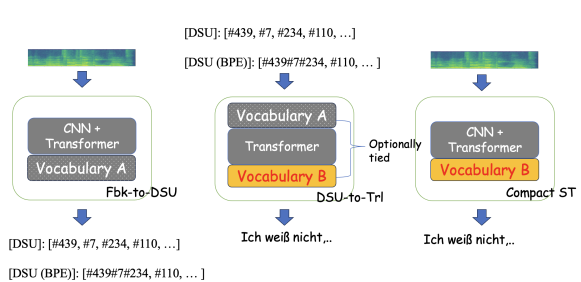 [DSU]: [#439, #7, #234, #110, …]
[DSU (BPE)]: [#439#7#234, #110, … ]
CNN +
Transformer
Vocabulary A
Fbk-to-DSU
[DSU]: [#439, #7, #234, #110, …]
[DSU (BPE)]: [#439#7#234, #110, … ]
Vocabulary A
Transformer
Vocabulary B
Optionally
tied
DSU-to-Trl
Ich weiß nicht,..
CNN +
Transformer
Vocabulary B
Compact ST
Ich weiß nicht,..